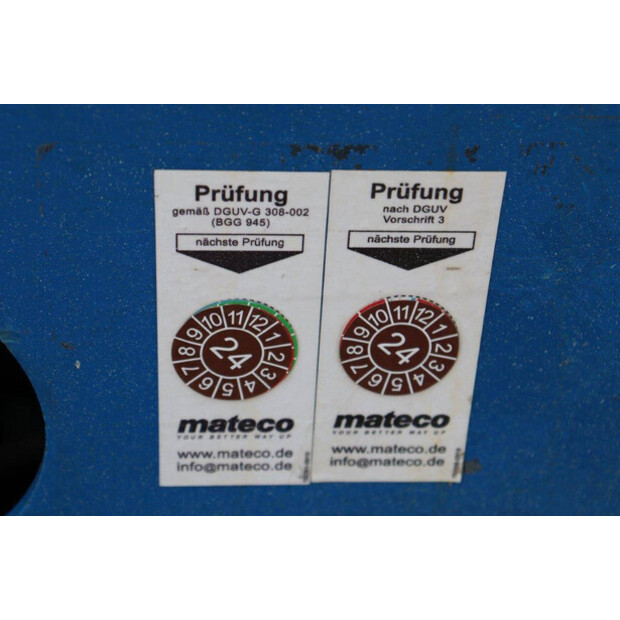 Prüfung
gemäß DGUV-G 308-002
(BGG 945)
nächste Prüfung
7 8 9 10 11 12 1 2 3 4 5 6
24
mateco
YOUR BETTER WAY UP
www.mateco.de
info@mateco.de
Prüfung
nach DGUV
Vorschrift 3
nächste Prüfung
7 8 9 10 11 12 1 2 3 4 5 6
24
mateco
YOUR BETTER WAY UP
www.mateco.de
info@mateco.de